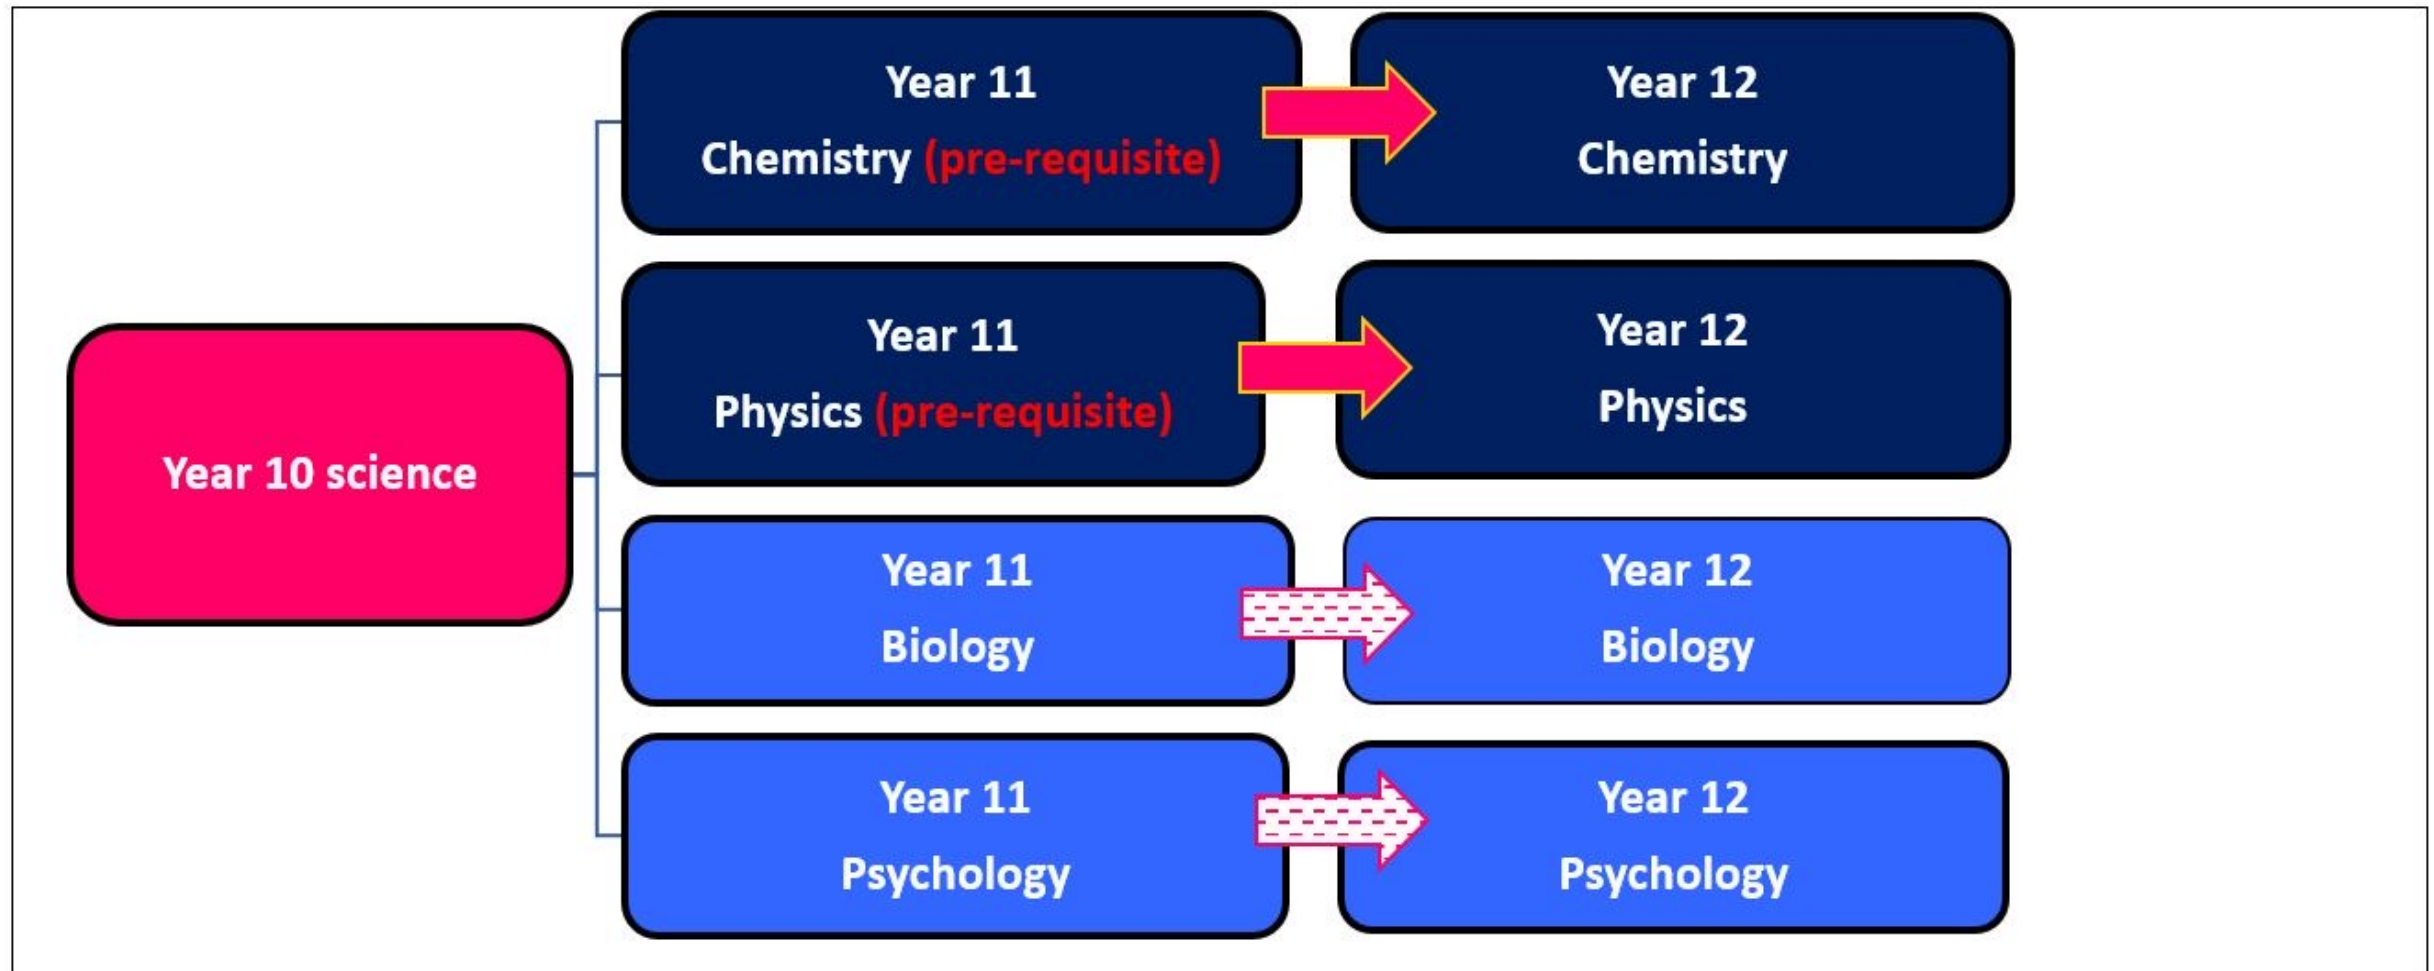 Year 10 science
Year 11
Chemistry (pre-requisite)
Year 12
Chemistry
Year 11
Physics (pre-requisite)
Year 12
Physics
Year 11
Biology
Year 12
Biology
Year 11
Psychology
Year 12
Psychology